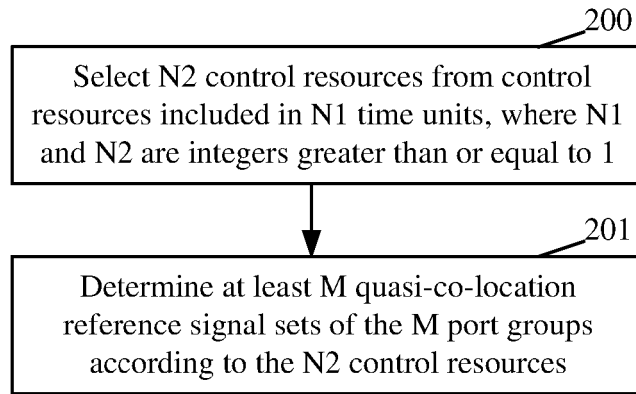 200
Select N2 control resources from control
resources included in N1 time units, where N1
and N2 are integers greater than or equal to 1
201
Determine at least M quasi-co-location
reference signal sets of the M port groups
according to the N2 control resources